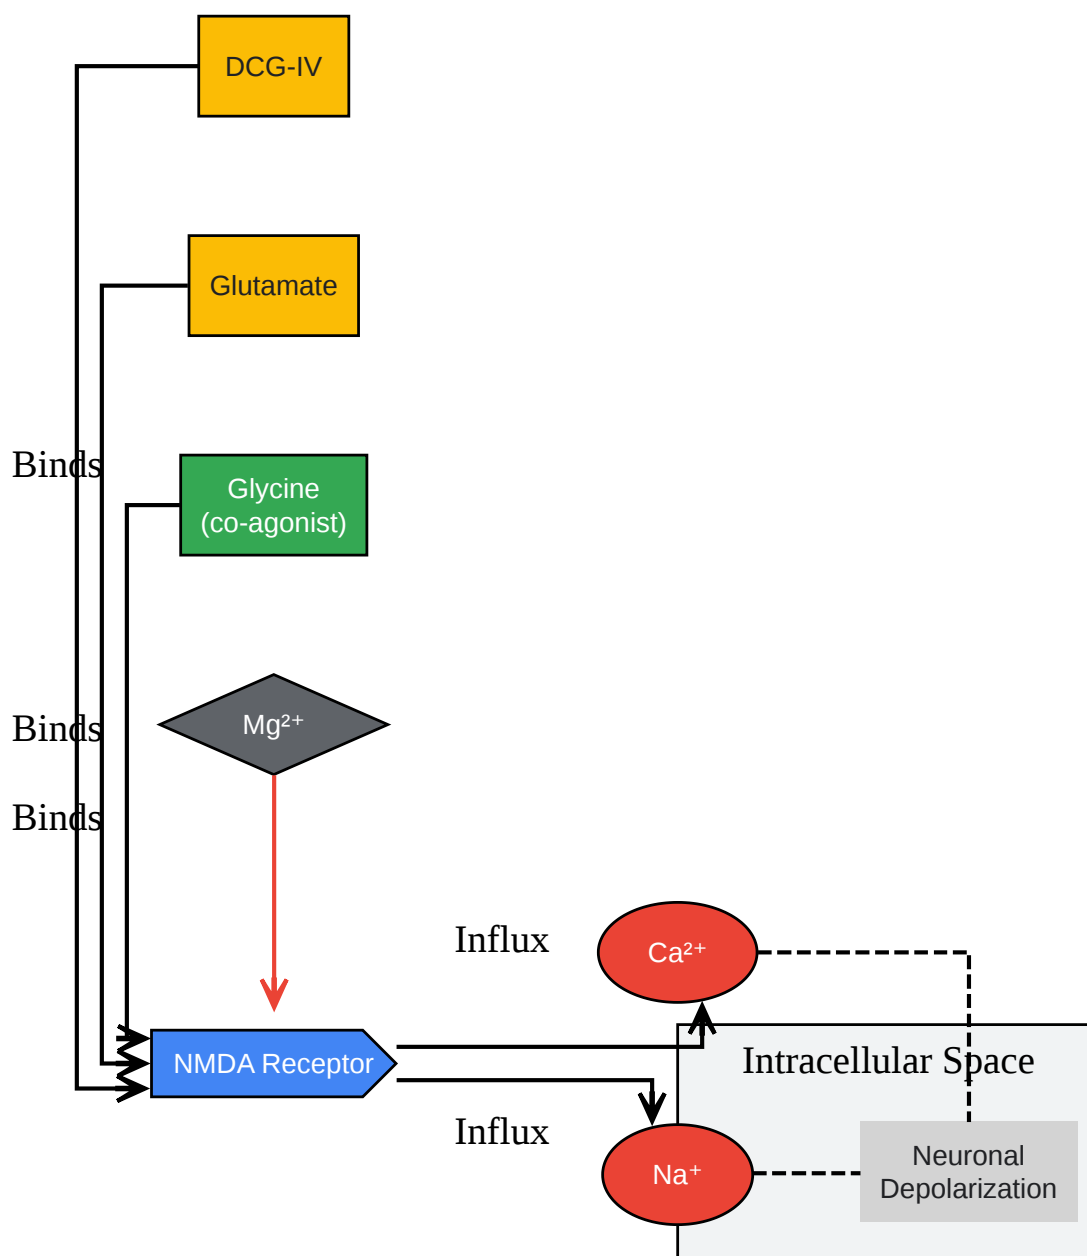 DCG-IV
Glutamate
Binds
Glycine
(co-agonist)
Binds
Mg²⁺
Binds
Influx
Ca²⁺
NMDA Receptor
Intracellular Space
Influx
Na⁺
Neuronal
Depolarization